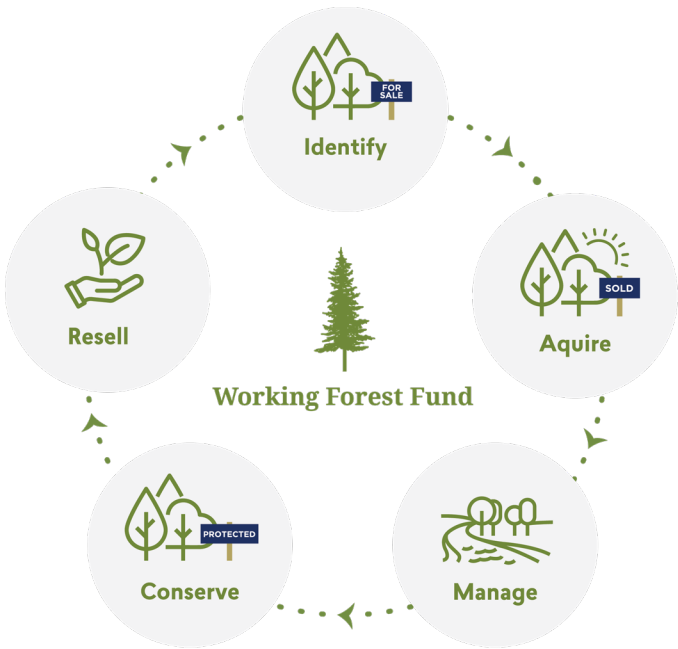 FOR
SALE
Identify
SOLD
Aquire
Manage
PROTECTED
Conserve
Resell
Working Forest Fund